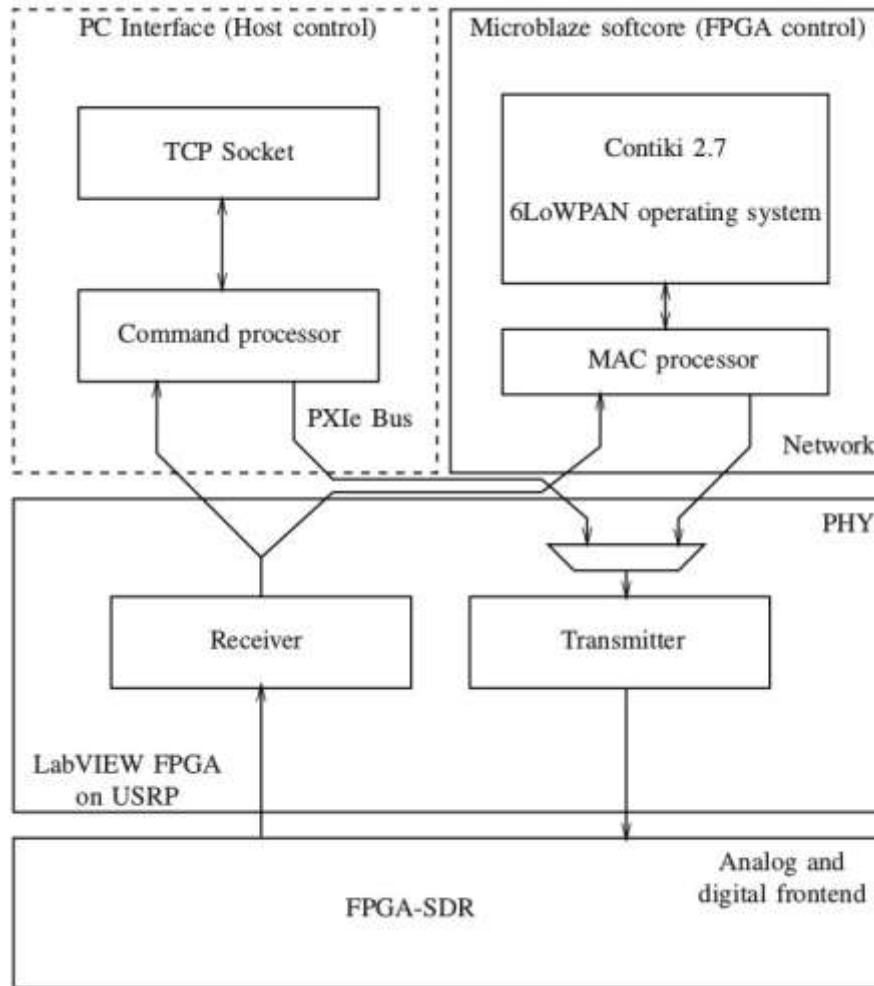 PC Interface (Host control)
Microblaze softcore (FPGA control)
TCP Socket
Contiki 2.7
6LoWPAN operating system
Command processor
MAC processor
PXIe Bus
Network
PHY
Receiver
Transmitter
LabVIEW FPGA
on USRP
Analog and
digital frontend
FPGA-SDR